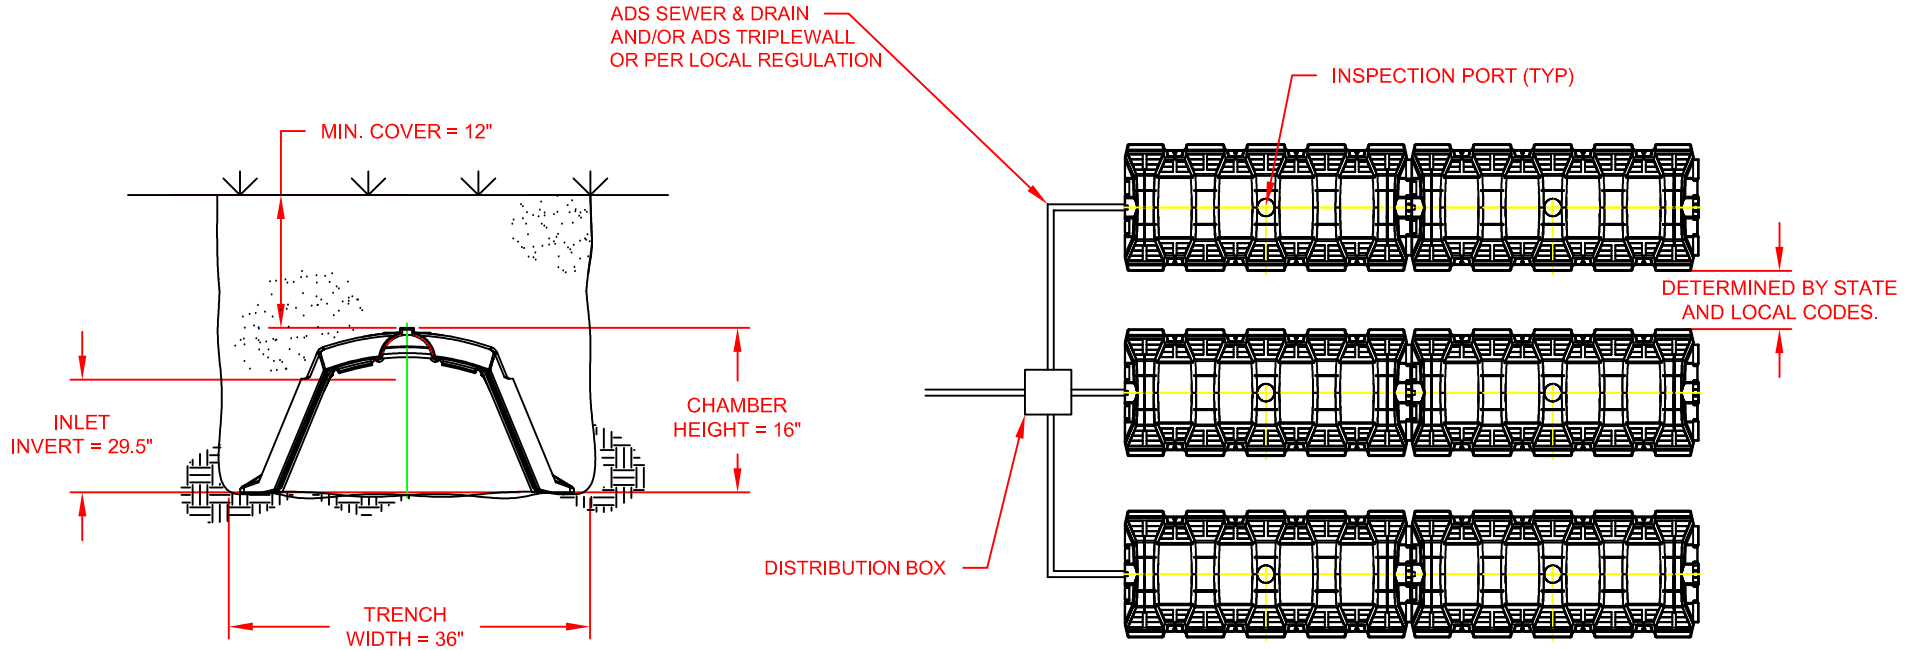 ADS SEWER & DRAIN
AND/OR ADS TRIPLEWALL
OR PER LOCAL REGULATION
INSPECTION PORT (TYP)
MIN. COVER = 12"
DETERMINED BY STATE
AND LOCAL CODES.
INLET
INVERT = 29.5"
CHAMBER
HEIGHT = 16"
DISTRIBUTION BOX
TRENCH
WIDTH = 36"